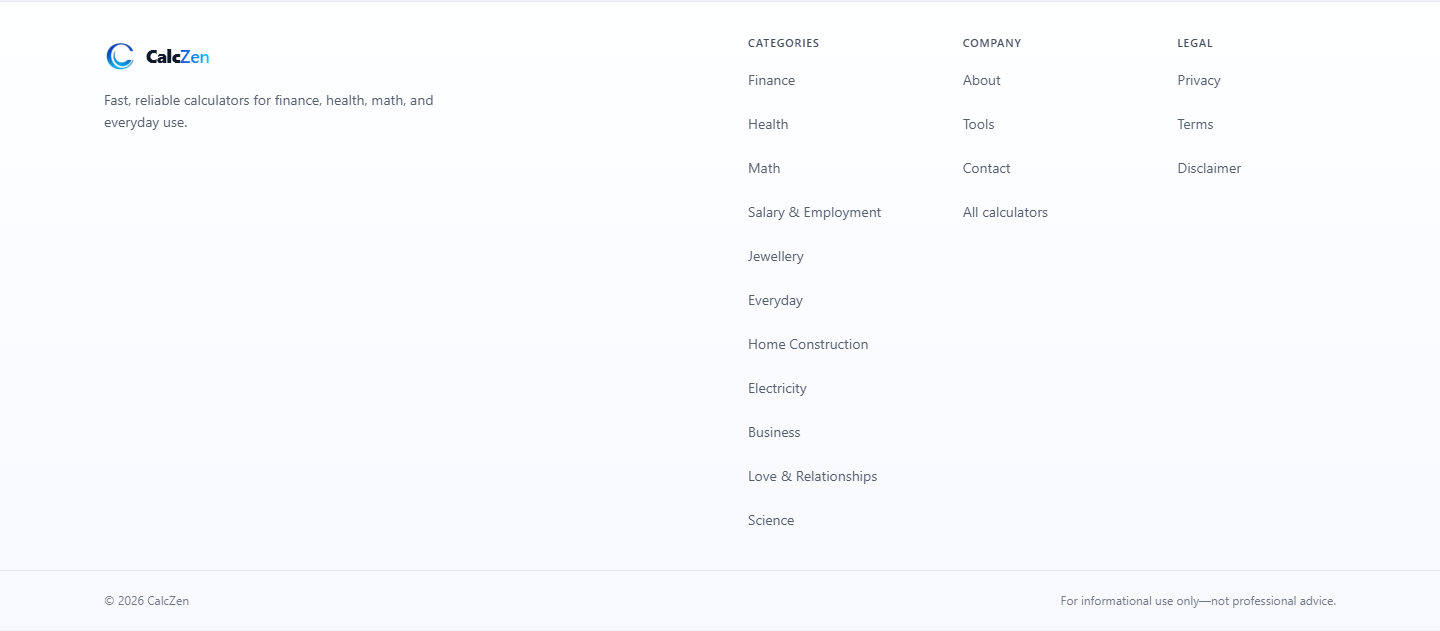 CalcZen
Fast, reliable calculators for finance, health, math, and
everyday use.
CATEGORIES
Finance
Health
Math
Salary & Employment
Jewellery
Everyday
Home Construction
Electricity
Business
Love & Relationships
Science
COMPANY
About
Tools
Contact
All calculators
LEGAL
Privacy
Terms
Disclaimer
© 2026 CalcZen
For informational use only—not professional advice.